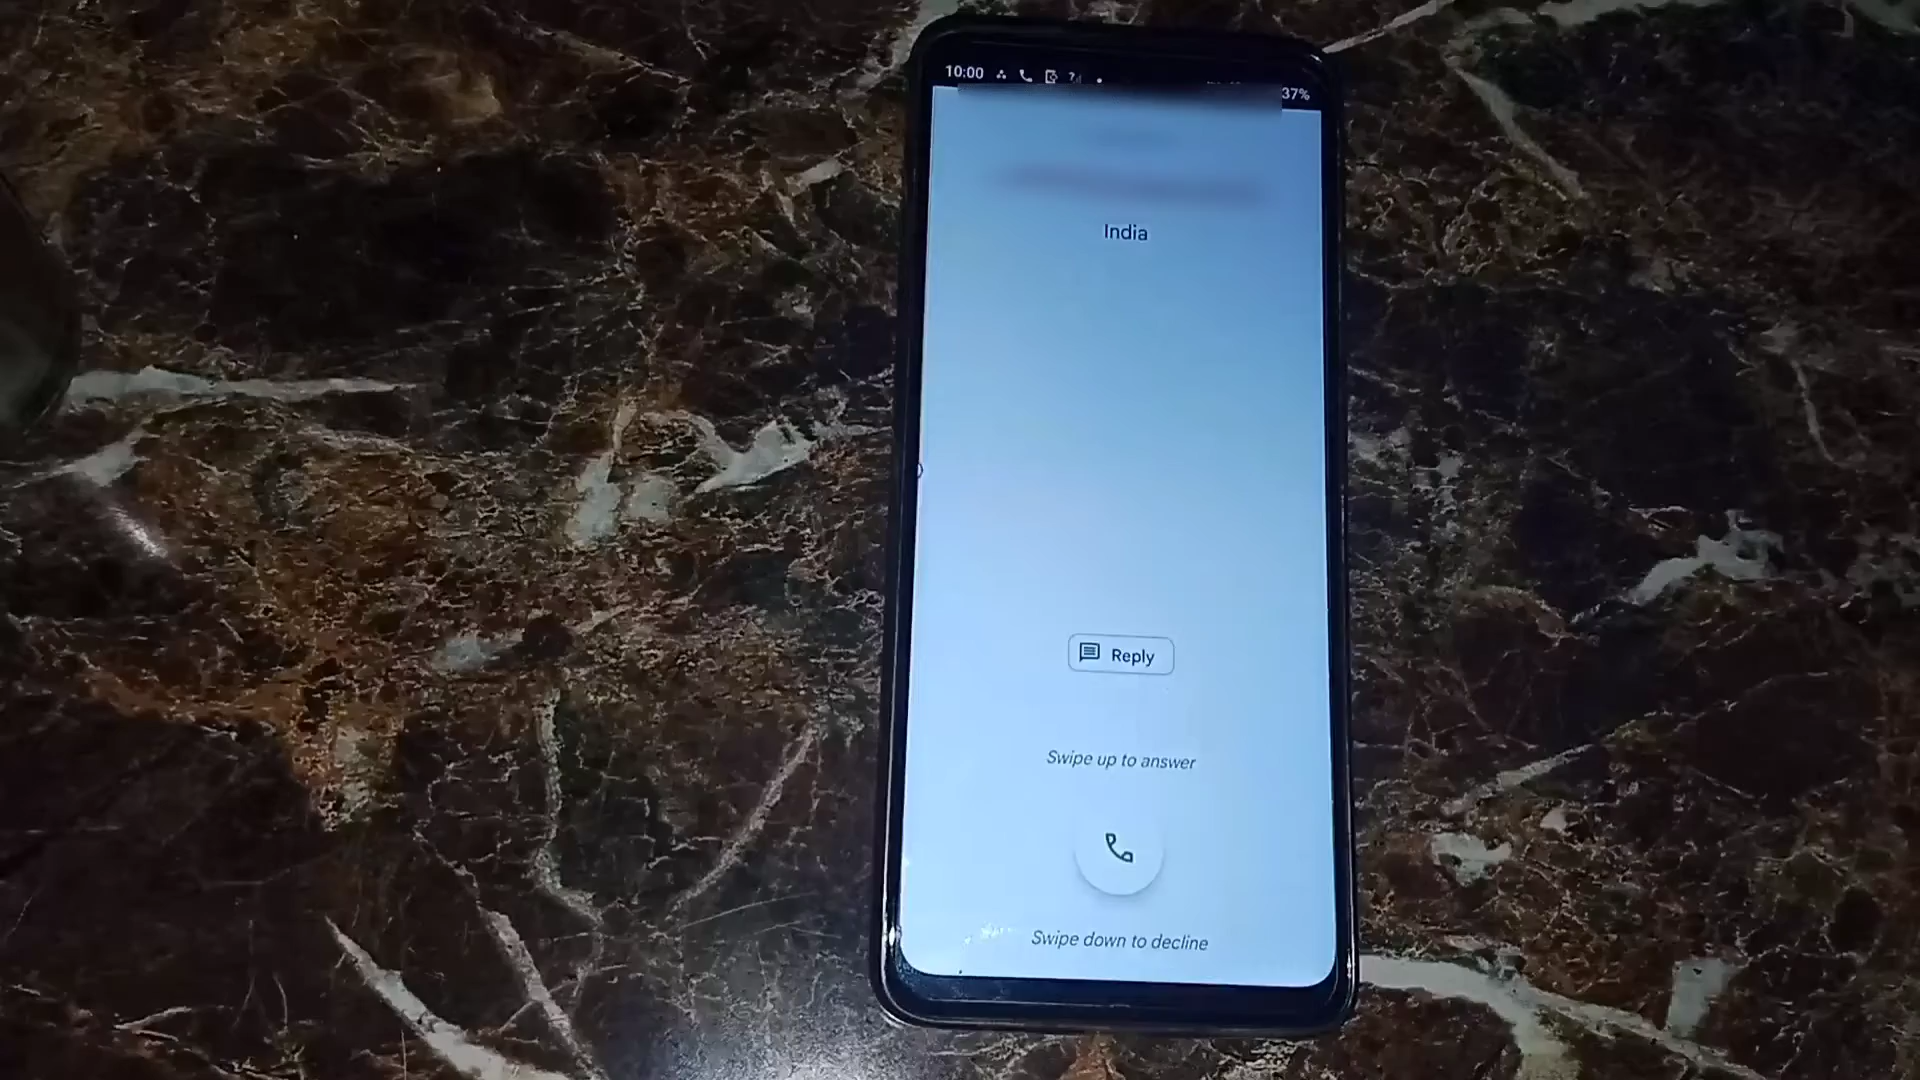 10:00
37%
India
Reply
Swipe up to answer
Swipe down to decline